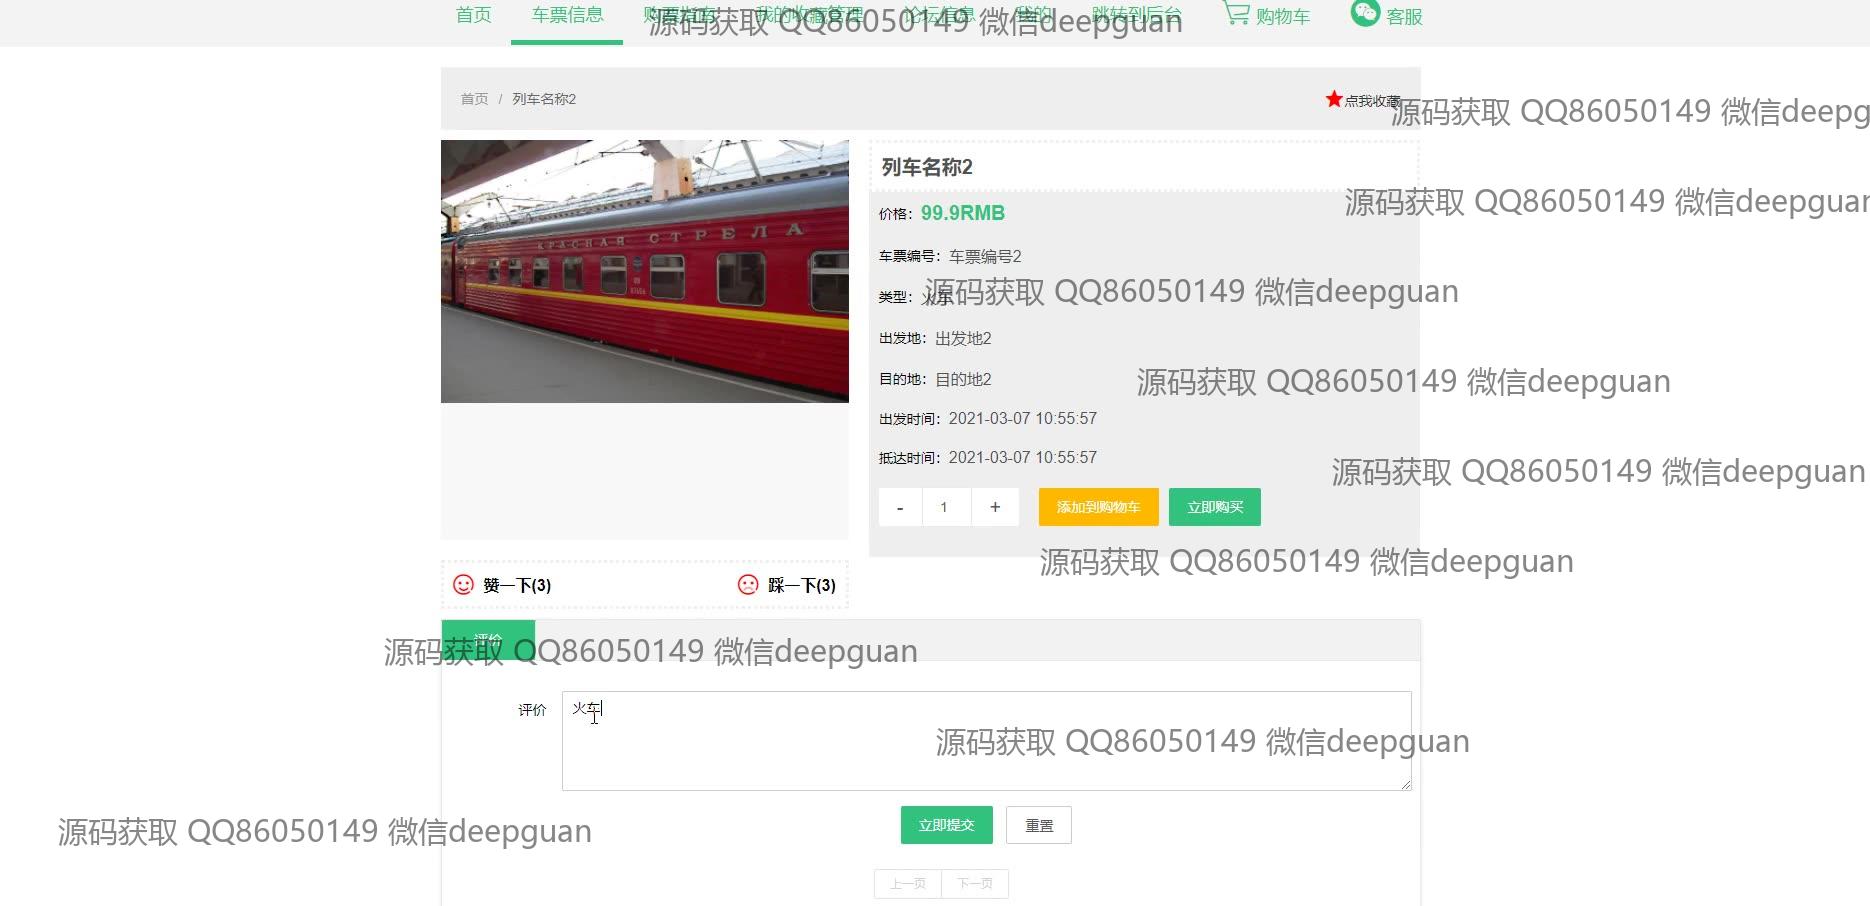 首页 车票信息 购票指南 我的收藏管理 论坛信息 我的 跳转到后台 购物车 客服
源码获取 QQ86050149 微信deepguan
首页 / 列车名称2
点我收藏
源码获取 QQ86050149 微信deepg
КРАСНАЯ СТРЕЛА
列车名称2
源码获取 QQ86050149 微信deepguan
价格：99.9RMB
车票编号：车票编号2
类型：火车
源码获取 QQ86050149 微信deepguan
出发地：出发地2
目的地：目的地2
源码获取 QQ86050149 微信deepguan
出发时间：2021-03-07 10:55:57
抵达时间：2021-03-07 10:55:57
源码获取 QQ86050149 微信deepguan
- 1 + 添加到购物车 立即购买
源码获取 QQ86050149 微信deepguan
赞一下(3) 踩一下(3)
评价
源码获取 QQ86050149 微信deepguan
评价 火车
源码获取 QQ86050149 微信deepguan
立即提交 重置
源码获取 QQ86050149 微信deepguan
上一页 下一页